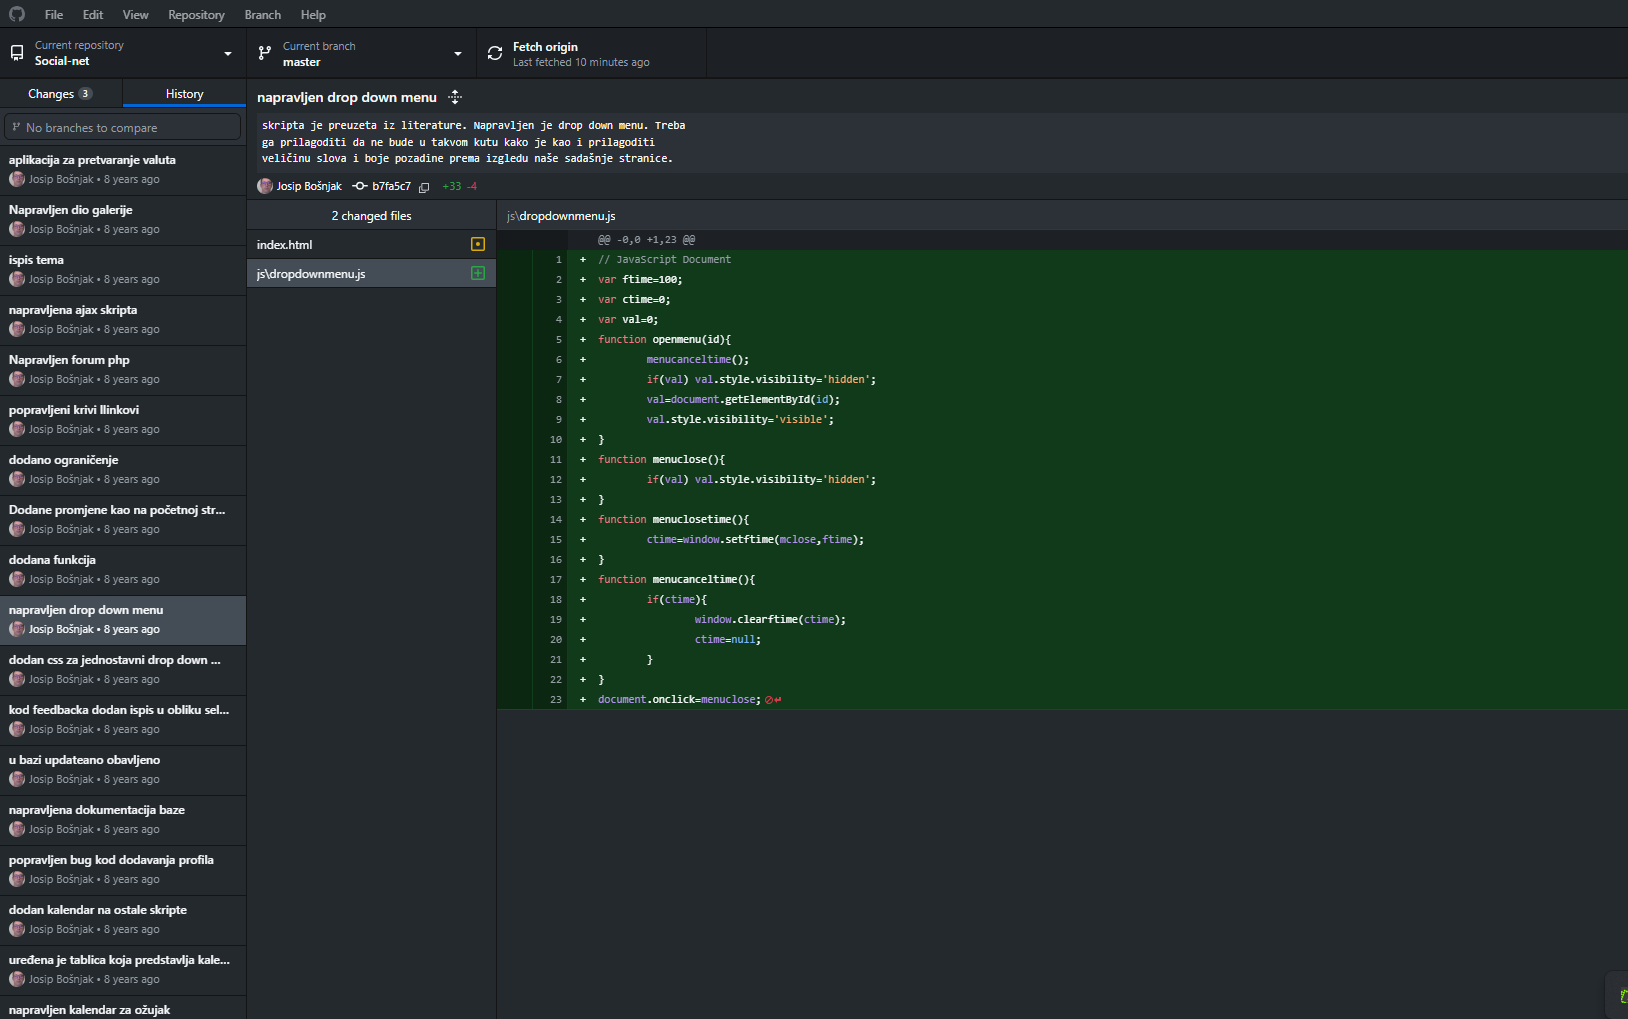 File Edit View Repository Branch Help
Current repository
Social-net
Current branch
master
Fetch origin
Last fetched 10 minutes ago
Changes 3
History
No branches to compare
aplikacija za pretvaranje valuta
Josip Bošnjak • 8 years ago
Napravljen dio galerije
Josip Bošnjak • 8 years ago
ispis tema
Josip Bošnjak • 8 years ago
napravljena ajax skripta
Josip Bošnjak • 8 years ago
Napravljen forum php
Josip Bošnjak • 8 years ago
popravljeni krivi llinkovi
Josip Bošnjak • 8 years ago
dodano ograničenje
Josip Bošnjak • 8 years ago
Dodane promjene kao na početnoj str...
Josip Bošnjak • 8 years ago
dodana funkcija
Josip Bošnjak • 8 years ago
napravljen drop down menu
Josip Bošnjak • 8 years ago
dodan css za jednostavni drop down ...
Josip Bošnjak • 8 years ago
kod feedbacka dodan ispis u obliku sel...
Josip Bošnjak • 8 years ago
u bazi updateano obavljeno
Josip Bošnjak • 8 years ago
napravljena dokumentacija baze
Josip Bošnjak • 8 years ago
popravljen bug kod dodavanja profila
Josip Bošnjak • 8 years ago
dodan kalendar na ostale skripte
Josip Bošnjak • 8 years ago
uređena je tablica koja predstavlja kale...
Josip Bošnjak • 8 years ago
napravljen kalendar za ožujak
napravljen drop down menu
skripta je preuzeta iz literature. Napravljen je drop down menu. Treba
ga prilagoditi da ne bude u takvom kutu kako je kao i prilagoditi
veličinu slova i boje pozadine prema izgledu naše sadašnje stranice.
Josip Bošnjak b7fa5c7 +33 -4
2 changed files
index.html
js\dropdownmenu.js
js\dropdownmenu.js
@@ -0,0 +1,23 @@
1 + // JavaScript Document
2 + var ftime=100;
3 + var ctime=0;
4 + var val=0;
5 + function openmenu(id){
6 + menucanceltime();
7 + if(val) val.style.visibility='hidden';
8 + val=document.getElementById(id);
9 + val.style.visibility='visible';
10 + }
11 + function menuclose(){
12 + if(val) val.style.visibility='hidden';
13 + }
14 + function menuclosetime(){
15 + ctime=window.setftime(mclose,ftime);
16 + }
17 + function menucanceltime(){
18 + if(ctime){
19 + window.clearftime(ctime);
20 + ctime=null;
21 + }
22 + }
23 + document.onclick=menuclose;